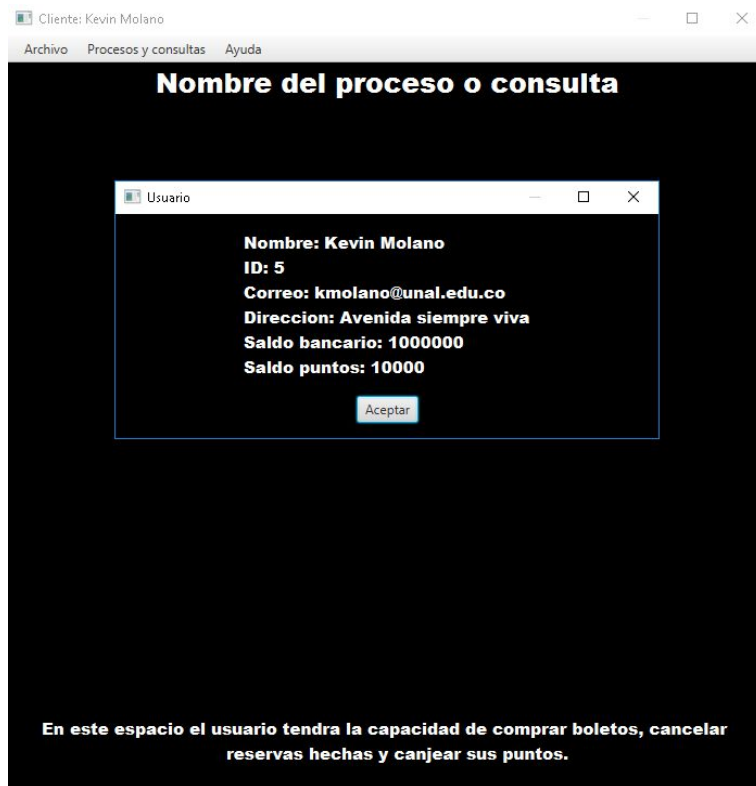 Cliente: Kevin Molano
Archivo Procesos y consultas Ayuda
Nombre del proceso o consulta
Usuario
Nombre: Kevin Molano
ID: 5
Correo: kmolano@unal.edu.co
Direccion: Avenida siempre viva
Saldo bancario: 1000000
Saldo puntos: 10000
Aceptar
En este espacio el usuario tendra la capacidad de comprar boletos, cancelar
reservas hechas y canjear sus puntos.